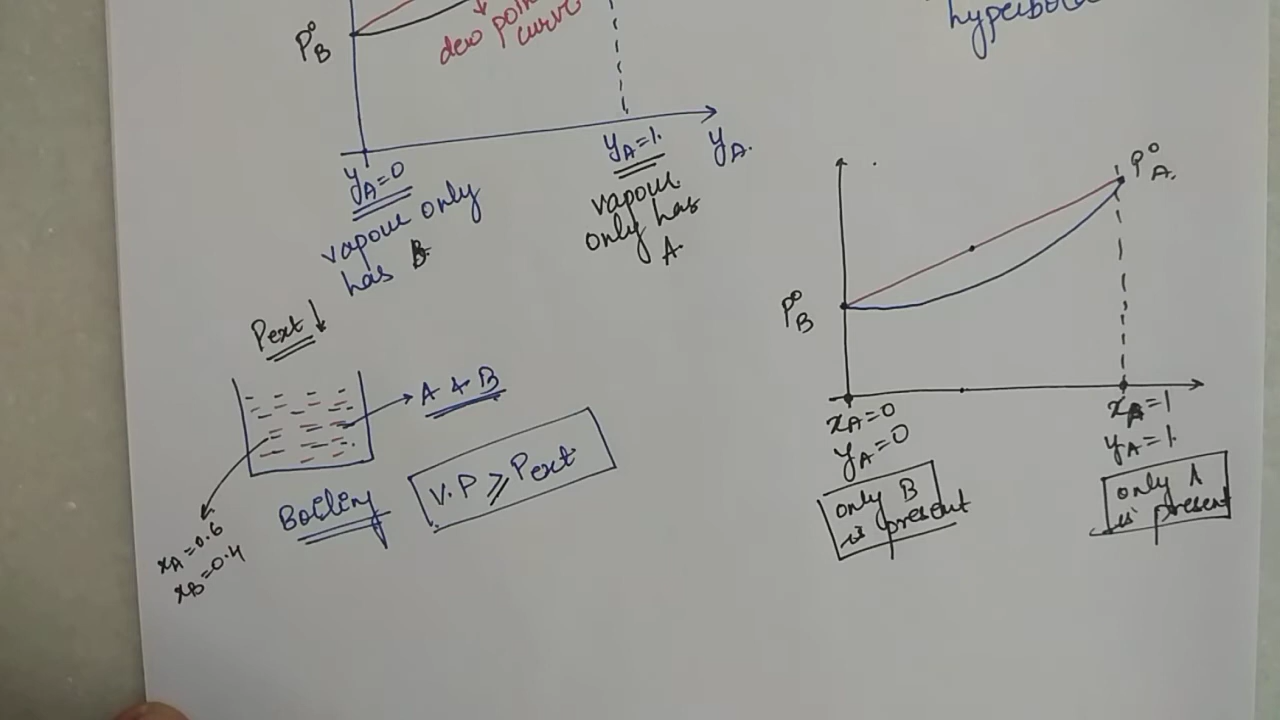 P°B
dew point
curve
hyperbola
yA=0
yA=1.
yA.
vapour only
has B.
vapour
only has
A.
P°A.
P°B
Pext↓
A + B
Boiling
V.P ≥ Pext
xA=0.6
xB=0.4
xA=0
yA=0
only B
is present
xA=1
yA=1.
only A
is present